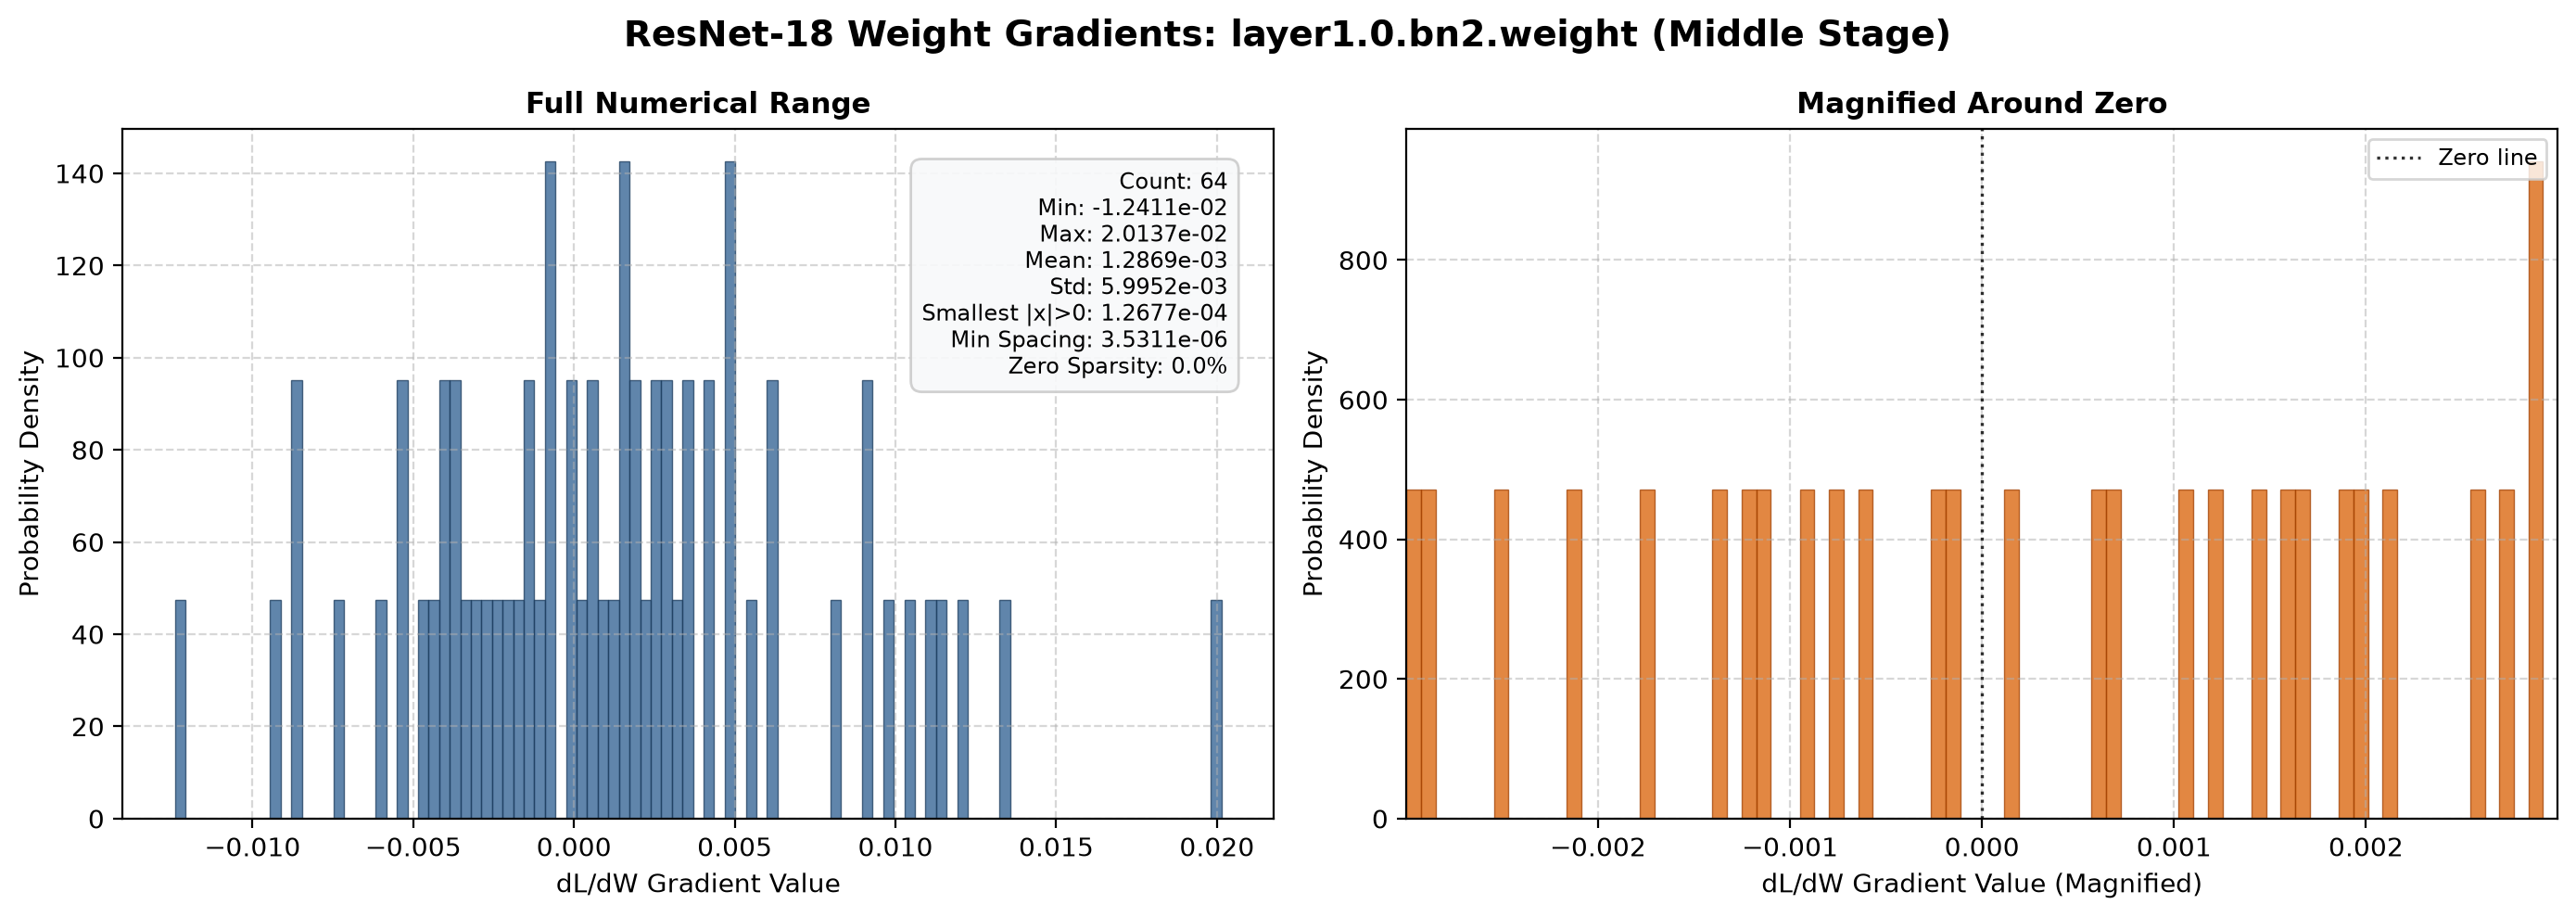 ResNet-18 Weight Gradients: layer1.0.bn2.weight (Middle Stage)
Full Numerical Range
Probability Density
140
120
100
80
60
40
20
0
Count: 64
Min: -1.2411e-02
Max: 2.0137e-02
Mean: 1.2869e-03
Std: 5.9952e-03
Smallest |x|>0: 1.2677e-04
Min Spacing: 3.5311e-06
Zero Sparsity: 0.0%
−0.010 −0.005 0.000 0.005 0.010 0.015 0.020
dL/dW Gradient Value
Magnified Around Zero
Probability Density
800
600
400
200
0
Zero line
−0.002 −0.001 0.000 0.001 0.002
dL/dW Gradient Value (Magnified)